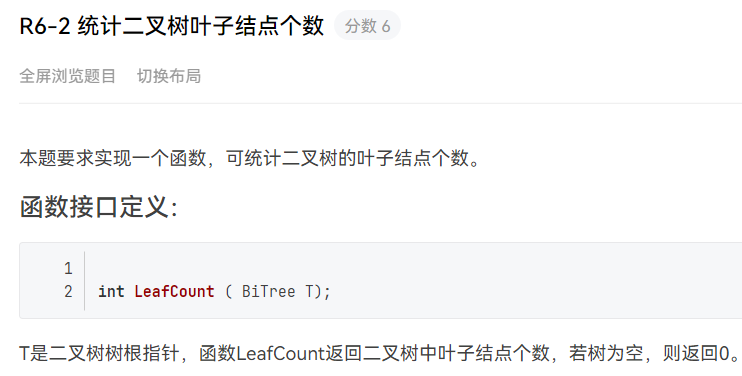 R6-2 统计二叉树叶子结点个数 分数 6
全屏浏览题目 切换布局
本题要求实现一个函数，可统计二叉树的叶子结点个数。
函数接口定义：
1
2 int LeafCount ( BiTree T);
T是二叉树树根指针，函数LeafCount返回二叉树中叶子结点个数，若树为空，则返回0。